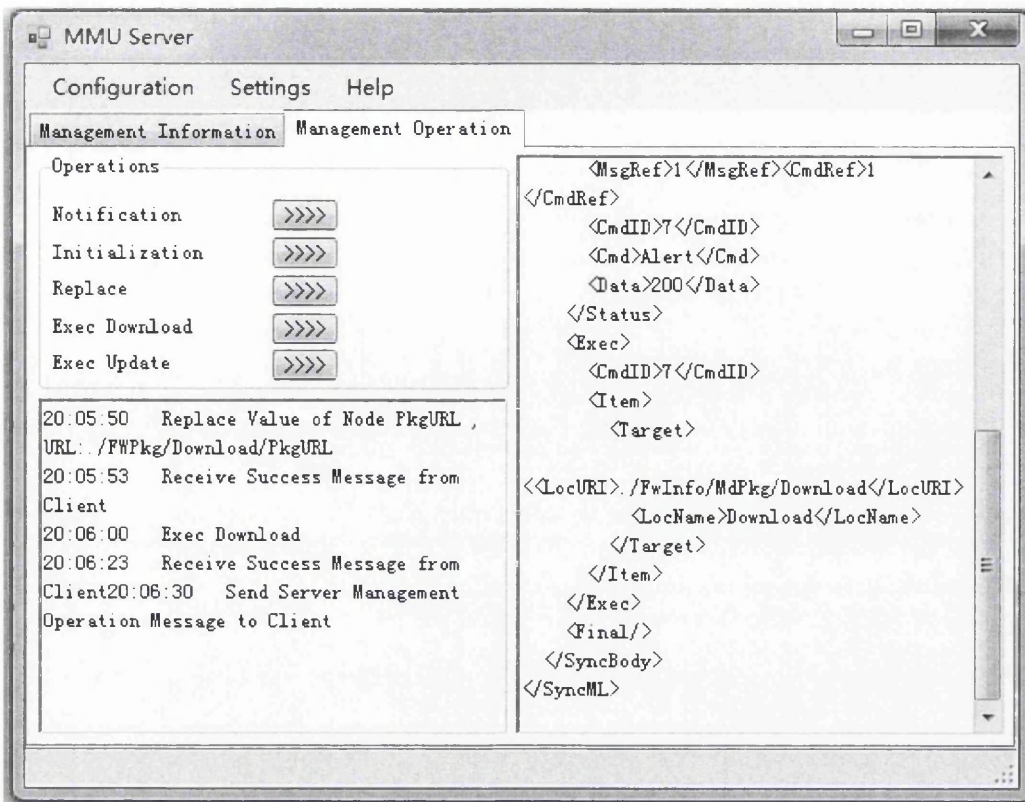 MMU Server
Configuration Settings Help
Management Information Management Operation
Operations
Notification >>>>
Initialization >>>>
Replace >>>>
Exec Download >>>>
Exec Update >>>>
20:05:50 Replace Value of Node PkgURL ,
URL: ./FWPkg/Download/PkgURL
20:05:53 Receive Success Message from
Client
20:06:00 Exec Download
20:06:23 Receive Success Message from
Client20:06:30 Send Server Management
Operation Message to Client
<MsgRef>1</MsgRef><CmdRef>1
</CmdRef>
<CmdID>7</CmdID>
<Cmd>Alert</Cmd>
<Data>200</Data>
</Status>
<Exec>
<CmdID>7</CmdID>
<Item>
<Target>
<<LocURI>./FwInfo/MdPkg/Download</LocURI>
<LocName>Download</LocName>
</Target>
</Item>
</Exec>
<Final/>
</SyncBody>
</SyncML>